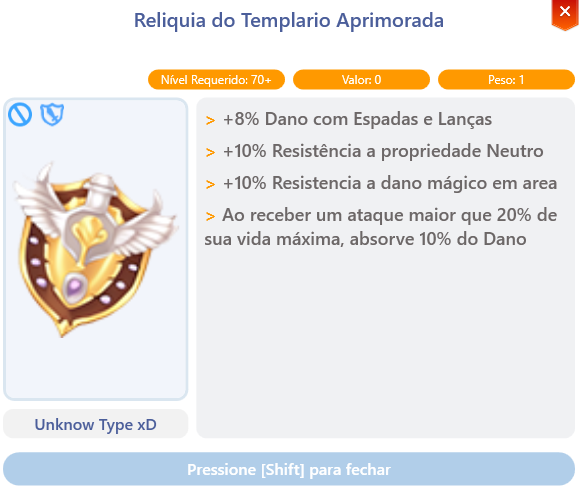 Reliquia do Templario Aprimorada
Nível Requerido: 70+
Valor: 0
Peso: 1
> +8% Dano com Espadas e Lanças
> +10% Resistência a propriedade Neutro
> +10% Resistencia a dano mágico em area
> Ao receber um ataque maior que 20% de
sua vida máxima, absorve 10% do Dano
Unknow Type xD
Pressione [Shift] para fechar